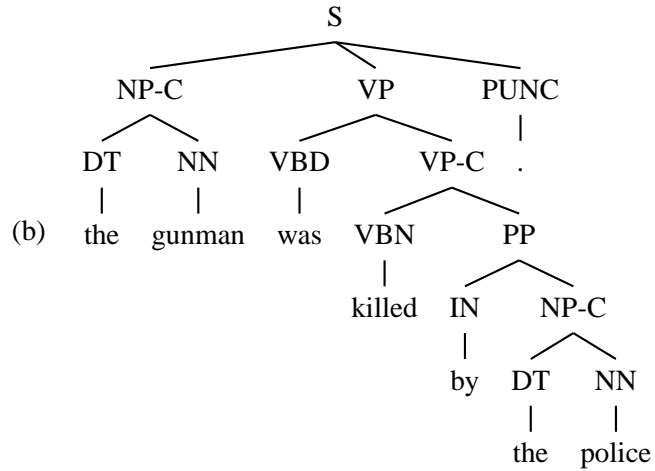 S
NP-C VP PUNC
DT NN VBD VP-C .
(b) the gunman was VBN PP
killed IN NP-C
by DT NN
the police